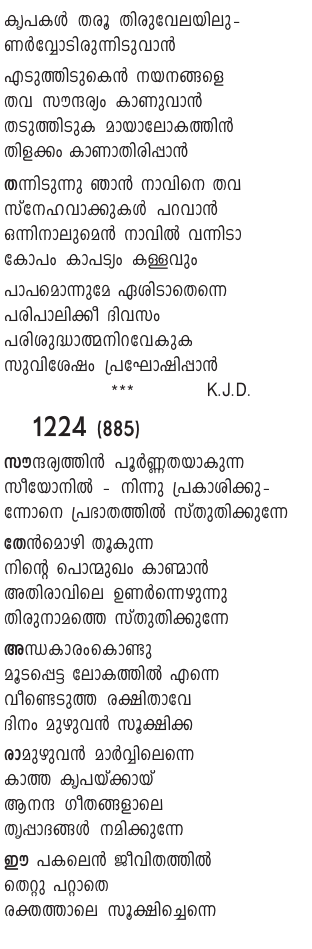 കൃപകൾ തരൂ തിരുവേലയിലു-
ണർവ്വോടിരുന്നിടുവാൻ
എടുത്തിടുകെൻ നയനങ്ങളെ
തവ സൗന്ദര്യം കാണുവാൻ
തടുത്തിടുക മായാലോകത്തിൻ
തിളക്കം കാണാതിരിപ്പാൻ
തന്നിടുന്നു ഞാൻ നാവിനെ തവ
സ്നേഹവാക്കുകൾ പറവാൻ
ഒന്നിനാലുമെൻ നാവിൽ വന്നിടാ
കോപം കാപട്യം കള്ളവും
പാപമൊന്നുമേ ഏശിടാതെന്നെ
പരിപാലിക്കീ ദിവസം
പരിശുദ്ധാത്മനിറവേകുക
സുവിശേഷം പ്രഘോഷിപ്പാൻ
*** K.J.D.
1224 (885)
സൗന്ദര്യത്തിൻ പൂർണ്ണതയാകുന്ന
സീയോനിൽ - നിന്നു പ്രകാശിക്കു-
ന്നോനെ പ്രഭാതത്തിൽ സ്തുതിക്കുന്നേ
തേൻമൊഴി തൂകുന്ന
നിന്റെ പൊന്മുഖം കാണ്മാൻ
അതിരാവിലെ ഉണർന്നെഴുന്നു
തിരുനാമത്തെ സ്തുതിക്കുന്നേ
അന്ധകാരംകൊണ്ടു
മൂടപ്പെട്ട ലോകത്തിൽ എന്നെ
വീണ്ടെടുത്ത രക്ഷിതാവേ
ദിനം മുഴുവൻ സൂക്ഷിക്ക
രാമുഴുവൻ മാർവ്വിലെന്നെ
കാത്ത കൃപയ്ക്കായ്
ആനന്ദ ഗീതങ്ങളാലെ
തൃപ്പാദങ്ങൾ നമിക്കുന്നേ
ഈ പകലെൻ ജീവിതത്തിൽ
തെറ്റു പറ്റാതെ
രക്തത്താലെ സൂക്ഷിച്ചെന്നെ